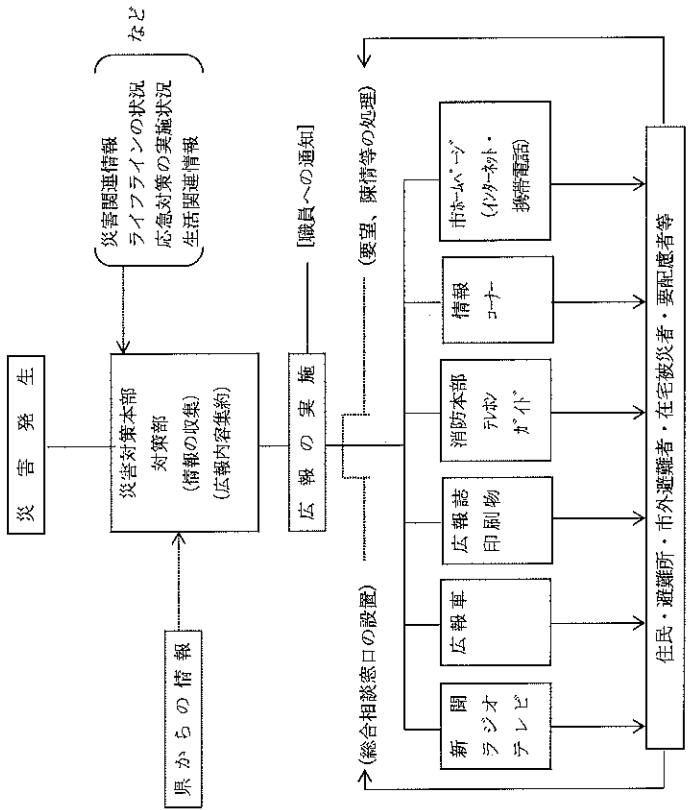 災害発生
県からの情報
災害対策本部
対策部
(情報の収集)
(広報内容集約)
災害関連情報
ライフラインの状況
応急対策の実施状況
生活関連情報
など
広報の実施
[職員への通知]
(総合相談窓口の設置)
(要望、陳情等の処理)
新聞
ラジオ
テレビ
広報車
広報誌
印刷物
消防本部
テレホン
ガイド
情報
コーナー
市ホームページ
(インターネット・
携帯電話)
住民・避難所・市外避難者・在宅被災者・要配慮者等